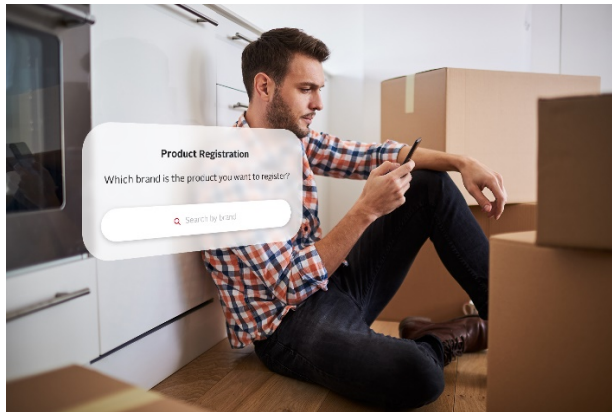 Product Registration
Which brand is the product you want to register?
Search by brand